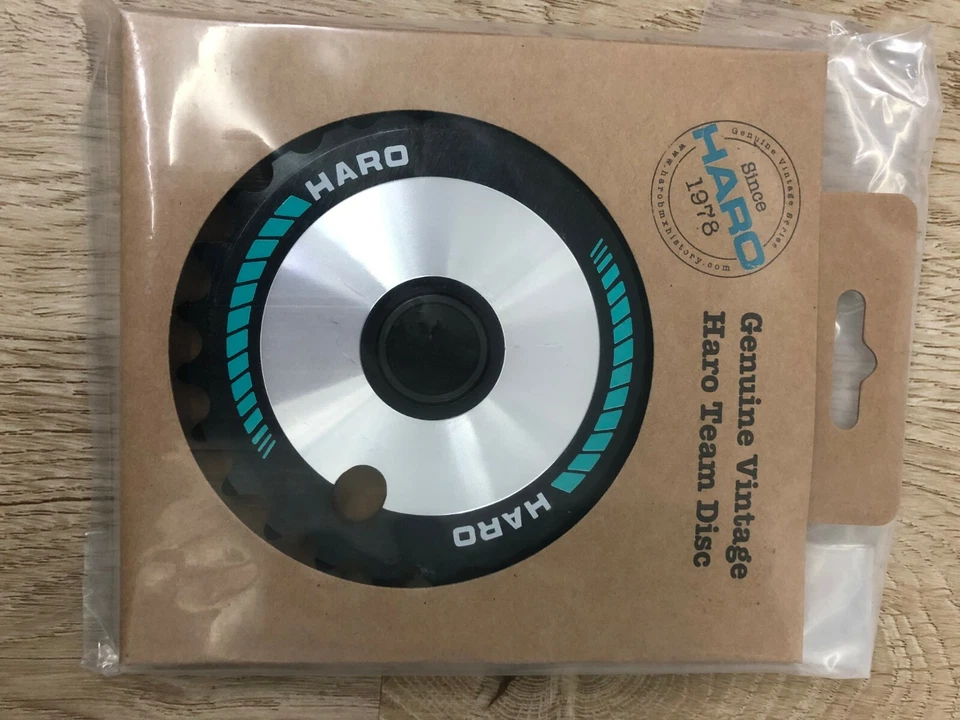 Genuine Vintage Series
HARO
Since
1978
www.harobmxhistory.com
Genuine Vintage
Haro Team Disc
HARO
HARO